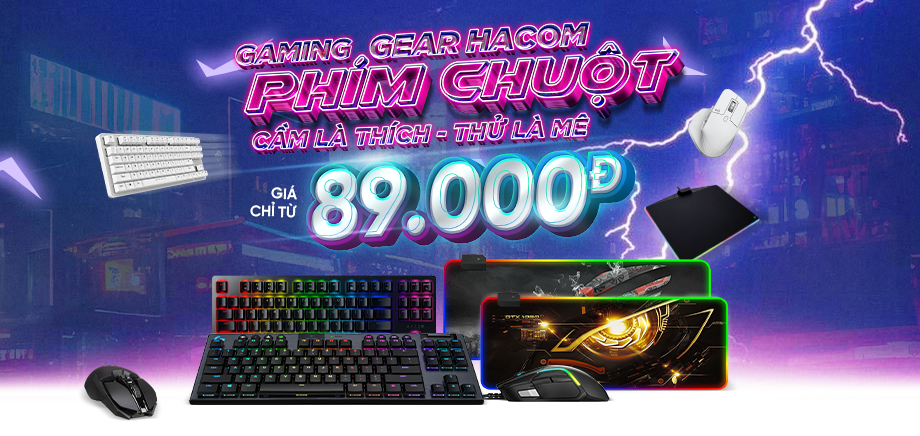 GAMING GEAR HACOM
PHÍM CHUỘT
CẦM LÀ THÍCH - THỬ LÀ MÊ
GIÁ
CHỈ TỪ
89.000Đ